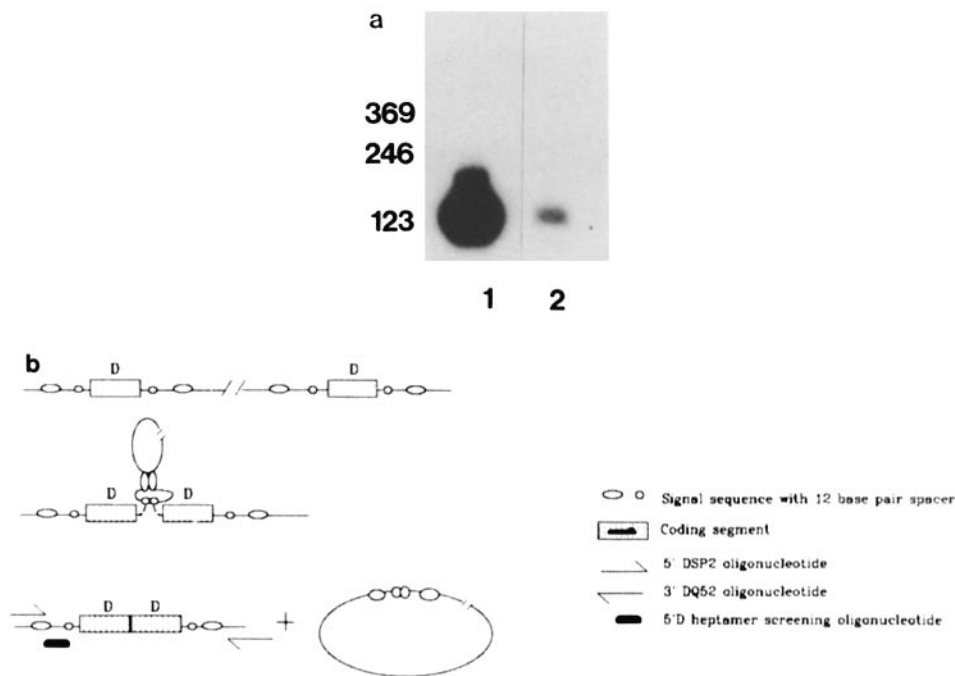 a
369
246
123
1 2
b
D D
D D
D D
+
Signal sequence with 12 base pair spacer
Coding segment
5' DSP2 oligonucleotide
3' DQ52 oligonucleotide
5'D heptamer screening oligonucleotide